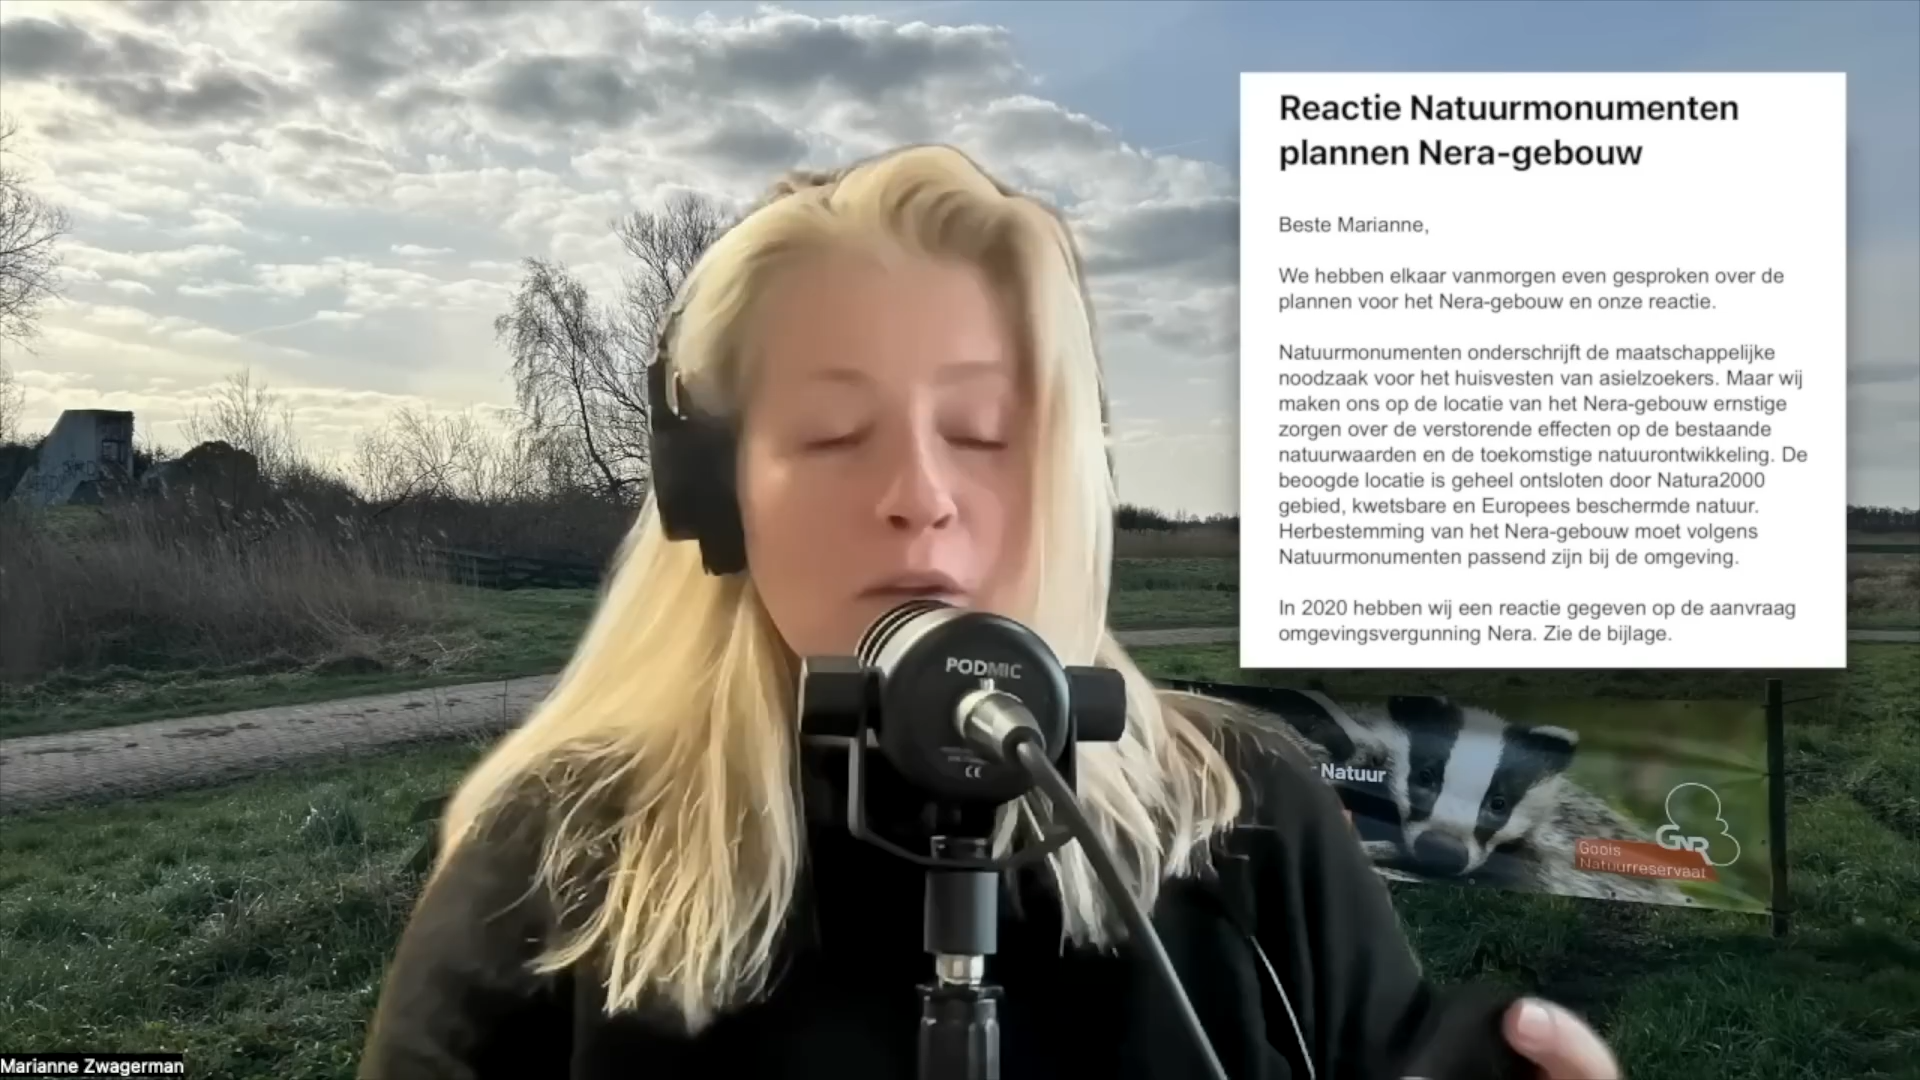 Reactie Natuurmonumenten
plannen Nera-gebouw
Beste Marianne,
We hebben elkaar vanmorgen even gesproken over de
plannen voor het Nera-gebouw en onze reactie.
Natuurmonumenten onderschrijft de maatschappelijke
noodzaak voor het huisvesten van asielzoekers. Maar wij
maken ons op de locatie van het Nera-gebouw ernstige
zorgen over de verstorende effecten op de bestaande
natuurwaarden en de toekomstige natuurontwikkeling. De
beoogde locatie is geheel ontsloten door Natura2000
gebied, kwetsbare en Europees beschermde natuur.
Herbestemming van het Nera-gebouw moet volgens
Natuurmonumenten passend zijn bij de omgeving.
In 2020 hebben wij een reactie gegeven op de aanvraag
omgevingsvergunning Nera. Zie de bijlage.
PODMIC
CE
Natuur
GNR
Goois
Natuurreservaat
Marianne Zwagerman